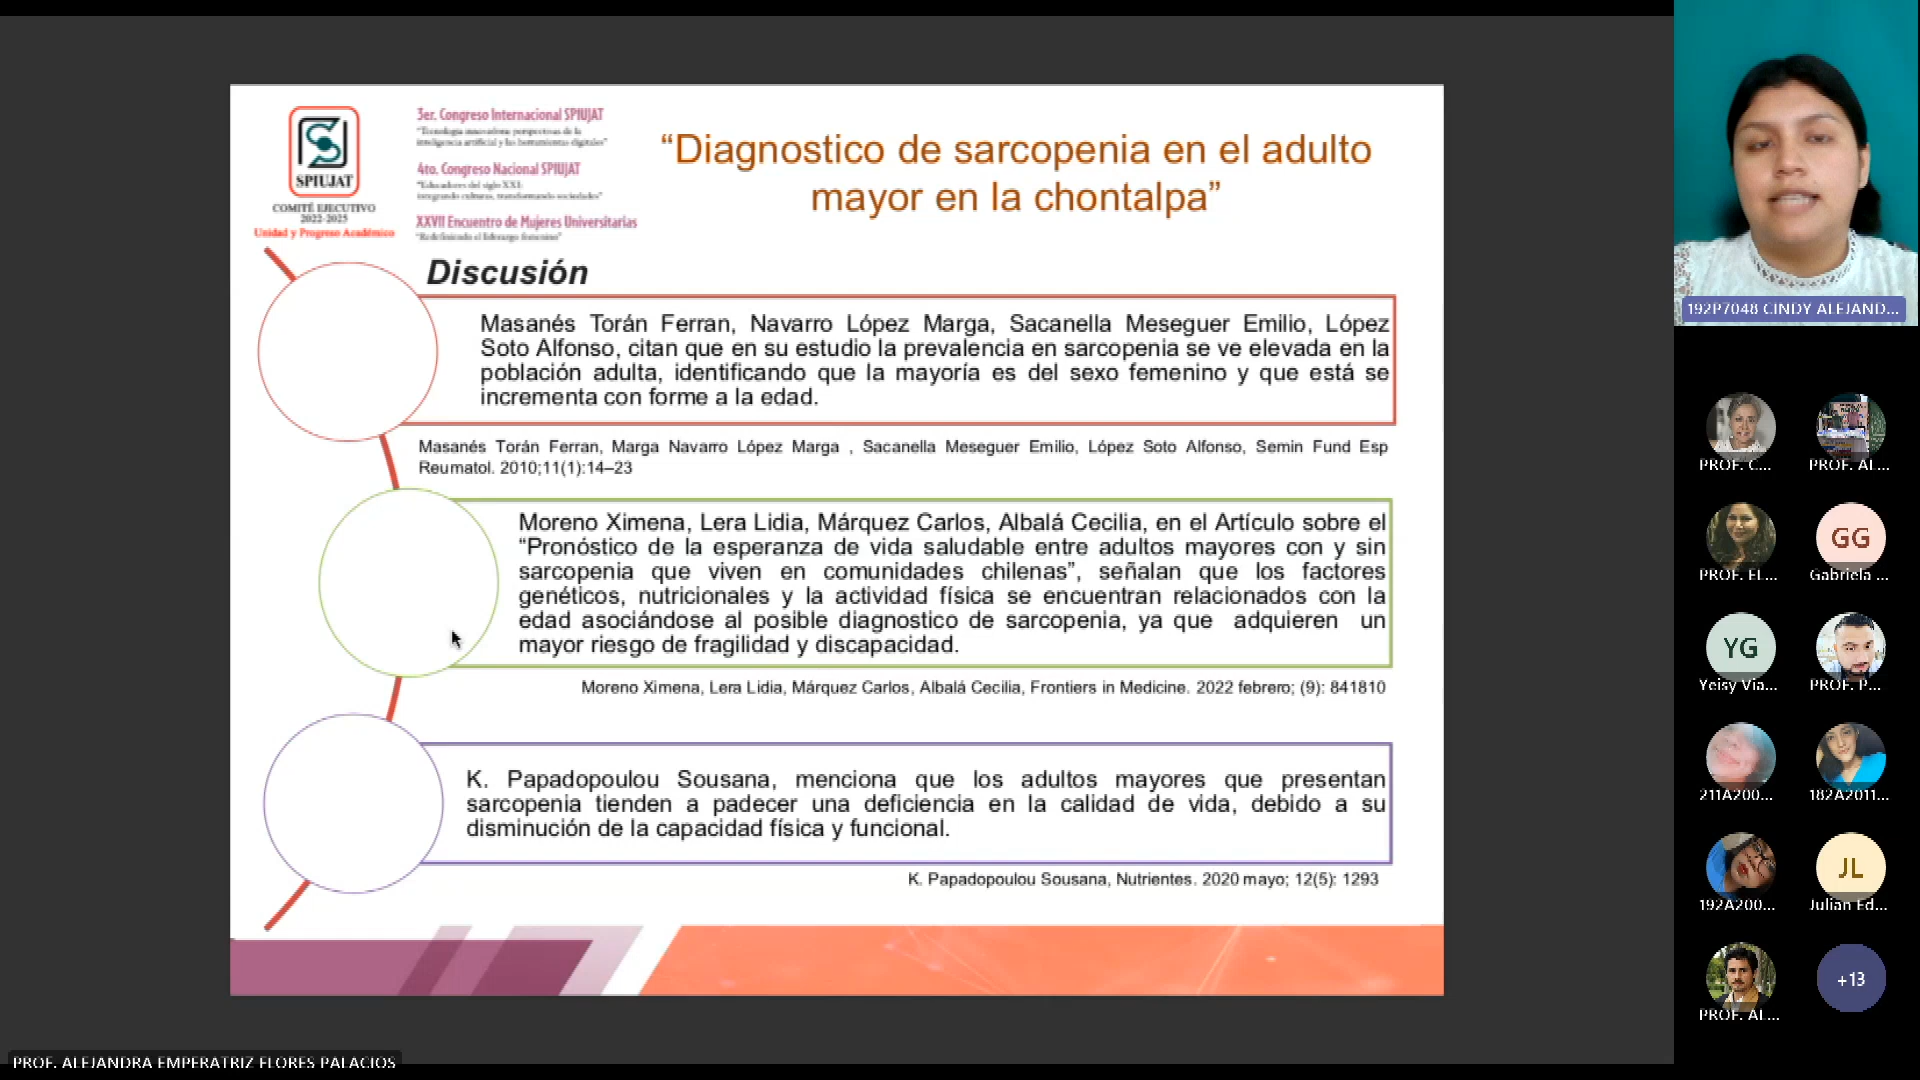 SPIUJAT
COMITÉ EJECUTIVO
2022-2025
Unidad y Progreso Académico
3er. Congreso Internacional SPIUJAT
"Tecnología innovadora: perspectivas de la
inteligencia artificial y las herramientas digitales"
4to. Congreso Nacional SPIUJAT
"Educadores del siglo XXI:
integrando culturas, transformando sociedades"
XXVII Encuentro de Mujeres Universitarias
"Redefiniendo el liderazgo femenino"
“Diagnostico de sarcopenia en el adulto
mayor en la chontalpa”
Discusión
Masanés Torán Ferran, Navarro López Marga, Sacanella Meseguer Emilio, López
Soto Alfonso, citan que en su estudio la prevalencia en sarcopenia se ve elevada en la
población adulta, identificando que la mayoría es del sexo femenino y que está se
incrementa con forme a la edad.
Masanés Torán Ferran, Marga Navarro López Marga , Sacanella Meseguer Emilio, López Soto Alfonso, Semin Fund Esp
Reumatol. 2010;11(1):14–23
Moreno Ximena, Lera Lidia, Márquez Carlos, Albalá Cecilia, en el Artículo sobre el
“Pronóstico de la esperanza de vida saludable entre adultos mayores con y sin
sarcopenia que viven en comunidades chilenas”, señalan que los factores
genéticos, nutricionales y la actividad física se encuentran relacionados con la
edad asociándose al posible diagnostico de sarcopenia, ya que adquieren un
mayor riesgo de fragilidad y discapacidad.
Moreno Ximena, Lera Lidia, Márquez Carlos, Albalá Cecilia, Frontiers in Medicine. 2022 febrero; (9): 841810
K. Papadopoulou Sousana, menciona que los adultos mayores que presentan
sarcopenia tienden a padecer una deficiencia en la calidad de vida, debido a su
disminución de la capacidad física y funcional.
K. Papadopoulou Sousana, Nutrientes. 2020 mayo; 12(5): 1293
PROF. ALEJANDRA EMPERATRIZ FLORES PALACIOS
192P7048 CINDY ALEJAND...
PROF. C...
PROF. AL...
PROF. EL...
GG
Gabriela ...
YG
Yeisy Via...
PROF. P...
211A200...
182A2011...
192A200...
JL
Julian Ed...
PROF. AL...
+13